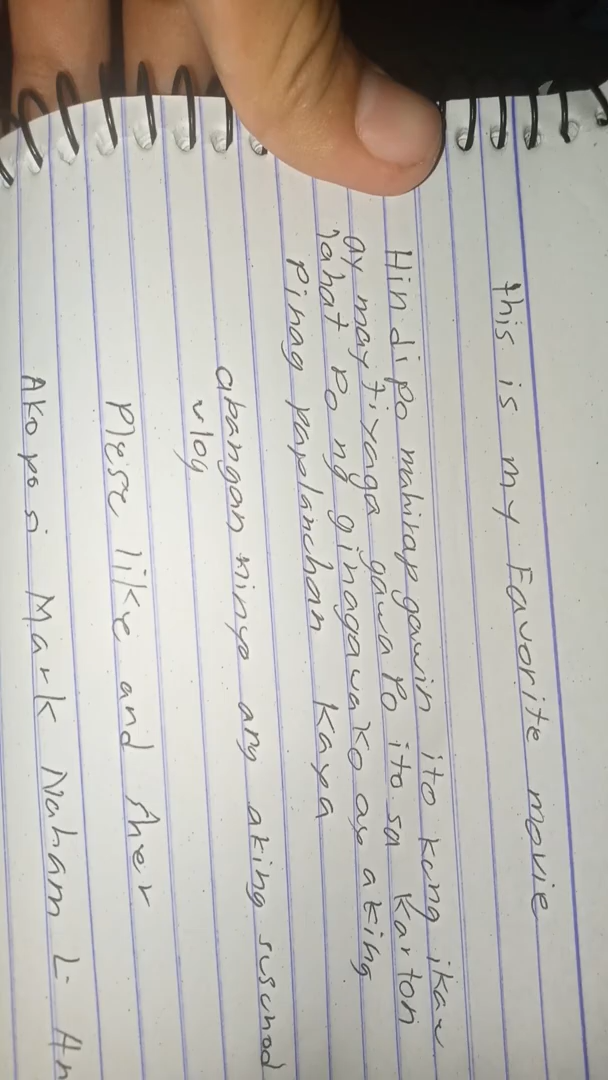 this is my Favorite movie
Hindi po mahirap gawin ito kung ikaw
ay may tiyaga gawa po ito sa karton
lahat po ng ginagawa ko ay aking
pinag paplanchan kaya
abangan ninyo ang aking susunod
vlog
Plese like and sher
Ako po si Mark Naham L. An